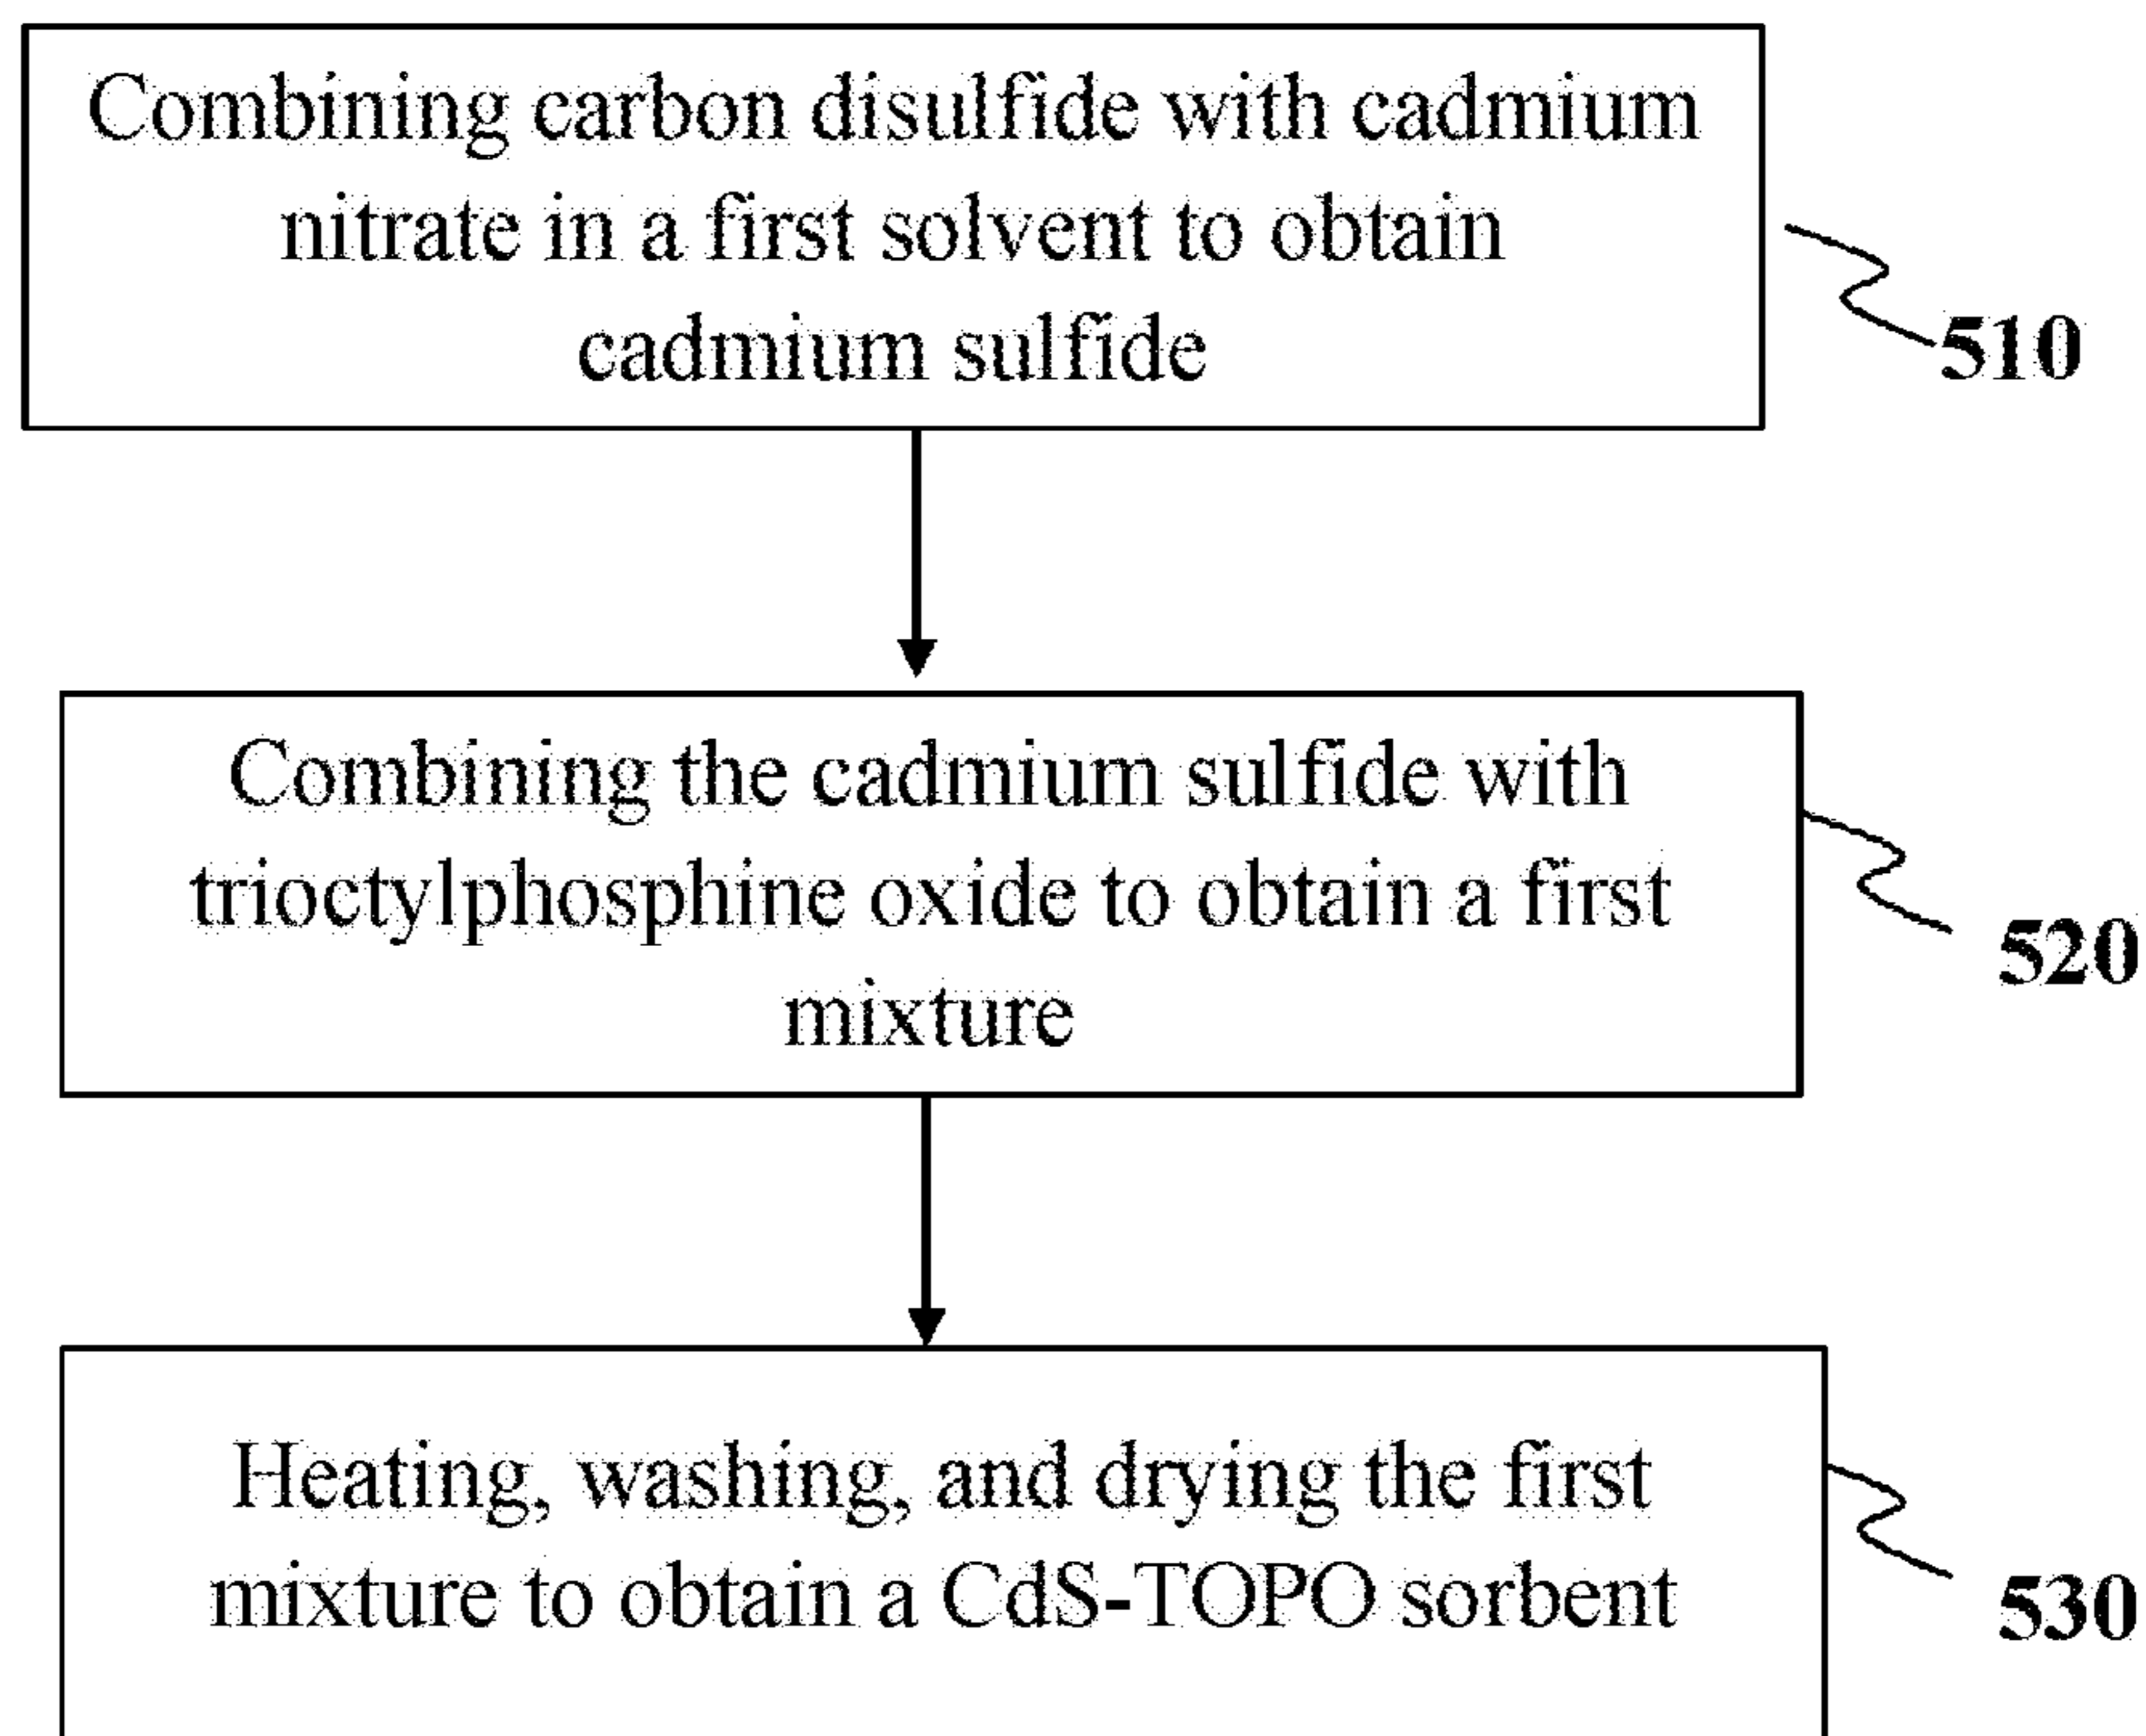 Combining carbon disulfide with cadmium
nitrate in a first solvent to obtain
cadmium sulfide
510
Combining the cadmium sulfide with
trioctylphosphine oxide to obtain a first
mixture
520
Heating, washing, and drying the first
mixture to obtain a CdS-TOPO sorbent
530